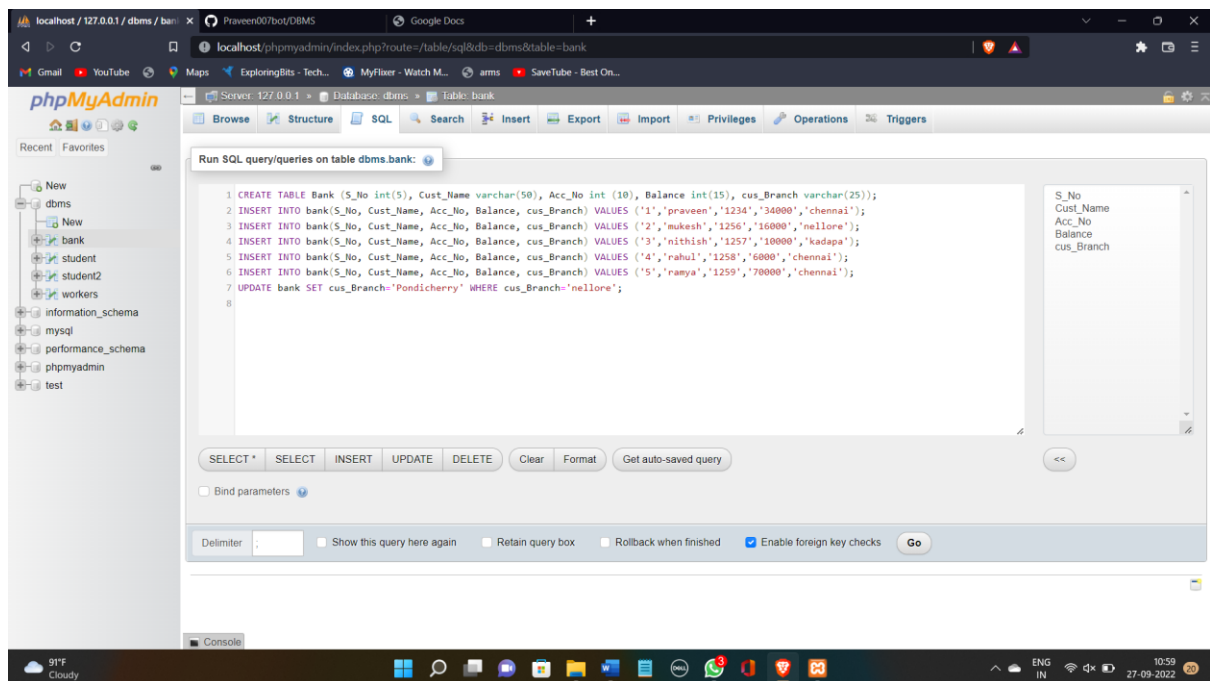 localhost / 127.0.0.1 / dbms / bank
Praveen007bot/DBMS
Google Docs
localhost/phpmyadmin/index.php?route=/table/sql&db=dbms&table=bank
Gmail YouTube Maps ExploringBits - Tech... MyFlixer - Watch M... arms SaveTube - Best On...
phpMyAdmin
Recent Favorites
New
dbms
New
bank
student
student2
workers
information_schema
mysql
performance_schema
phpmyadmin
test
Server: 127.0.0.1 » Database: dbms » Table: bank
Browse Structure SQL Search Insert Export Import Privileges Operations Triggers
Run SQL query/queries on table dbms.bank:
1 CREATE TABLE Bank (S_No int(5), Cust_Name varchar(50), Acc_No int (10), Balance int(15), cus_Branch varchar(25));
2 INSERT INTO bank(S_No, Cust_Name, Acc_No, Balance, cus_Branch) VALUES ('1','praveen','1234','34000','chennai');
3 INSERT INTO bank(S_No, Cust_Name, Acc_No, Balance, cus_Branch) VALUES ('2','mukesh','1256','16000','nellore');
4 INSERT INTO bank(S_No, Cust_Name, Acc_No, Balance, cus_Branch) VALUES ('3','nithish','1257','10000','kadapa');
5 INSERT INTO bank(S_No, Cust_Name, Acc_No, Balance, cus_Branch) VALUES ('4','rahul','1258','6000','chennai');
6 INSERT INTO bank(S_No, Cust_Name, Acc_No, Balance, cus_Branch) VALUES ('5','ramya','1259','70000','chennai');
7 UPDATE bank SET cus_Branch='Pondicherry' WHERE cus_Branch='nellore';
8
S_No
Cust_Name
Acc_No
Balance
cus_Branch
SELECT * SELECT INSERT UPDATE DELETE Clear Format Get auto-saved query <<
Bind parameters
Delimiter ; Show this query here again Retain query box Rollback when finished Enable foreign key checks Go
Console
91°F
Cloudy
DELL
3
ENG
IN
10:59
27-09-2022
20